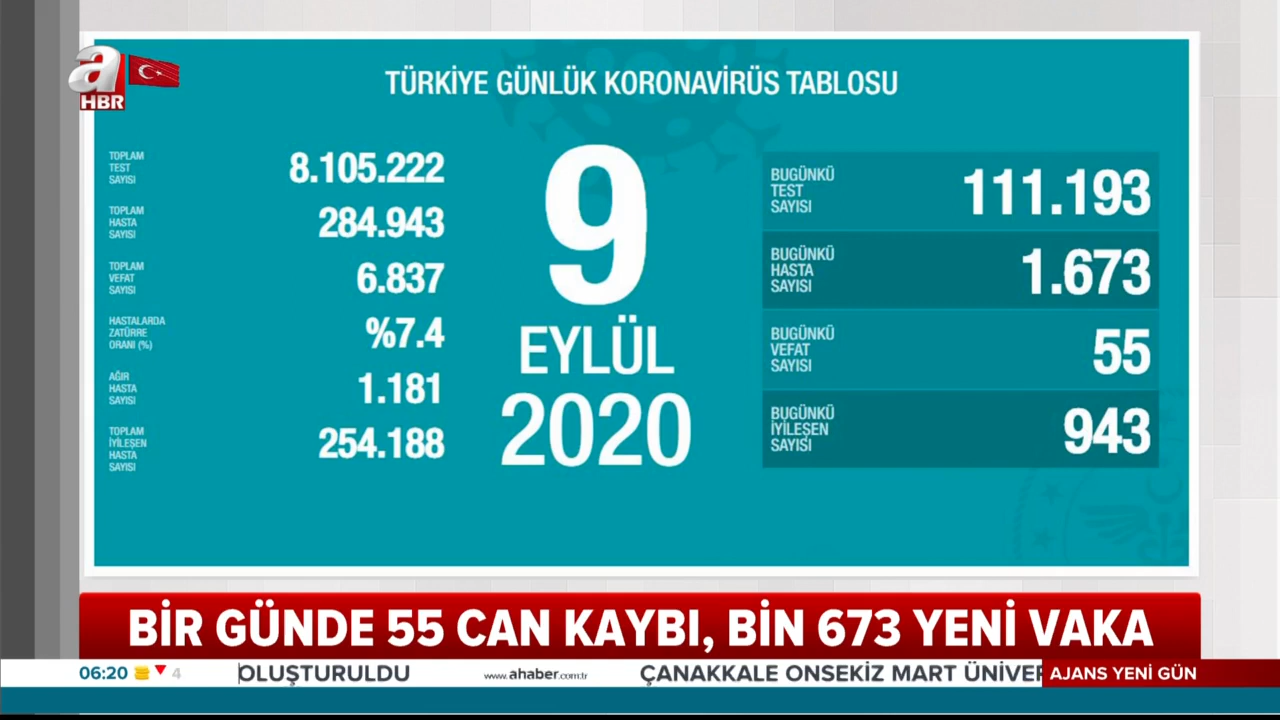 a
HBR
TÜRKİYE GÜNLÜK KORONAVİRÜS TABLOSU
TOPLAM
TEST
SAYISI
8.105.222
TOPLAM
HASTA
SAYISI
284.943
TOPLAM
VEFAT
SAYISI
6.837
HASTALARDA
ZATÜRRE
ORANI (%)
%7.4
AĞIR
HASTA
SAYISI
1.181
TOPLAM
İYİLEŞEN
HASTA
SAYISI
254.188
9
EYLÜL
2020
BUGÜNKÜ
TEST
SAYISI
111.193
BUGÜNKÜ
HASTA
SAYISI
1.673
BUGÜNKÜ
VEFAT
SAYISI
55
BUGÜNKÜ
İYİLEŞEN
SAYISI
943
BİR GÜNDE 55 CAN KAYBI, BİN 673 YENİ VAKA
06:20 4 OLUŞTURULDU www.ahaber.com.tr ÇANAKKALE ONSEKİZ MART ÜNİVER AJANS YENİ GÜN